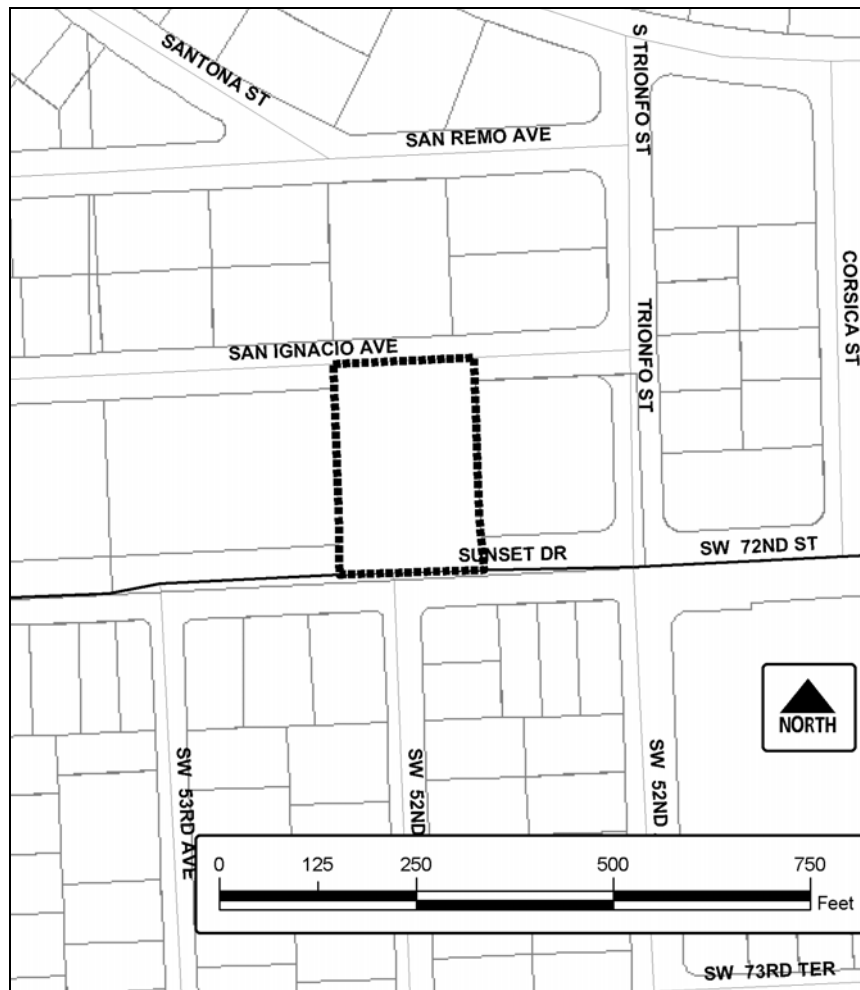 SANTONA ST
S TRIONFO ST
SAN REMO AVE
CORSICA ST
TRIONFO ST
SAN IGNACIO AVE
SUNSET DR
SW 72ND ST
NORTH
SW 53RD AVE
SW 52ND
SW 52ND
0 125 250 500 750
Feet
SW 73RD TER